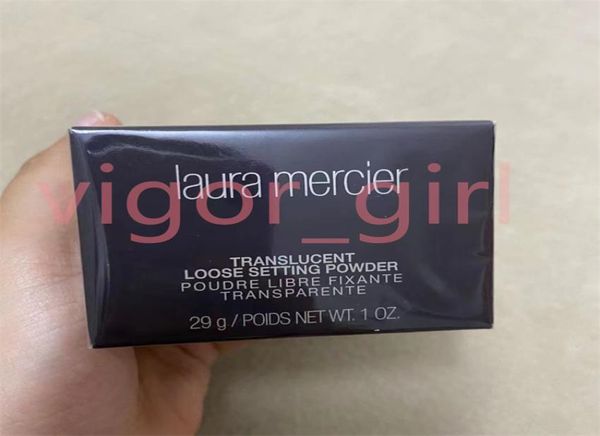 laura mercier
vigor_girl
TRANSLUCENT
LOOSE SETTING POWDER
POUDRE LIBRE FIXANTE
TRANSPARENTE
29 g / POIDS NET WT. 1 OZ.